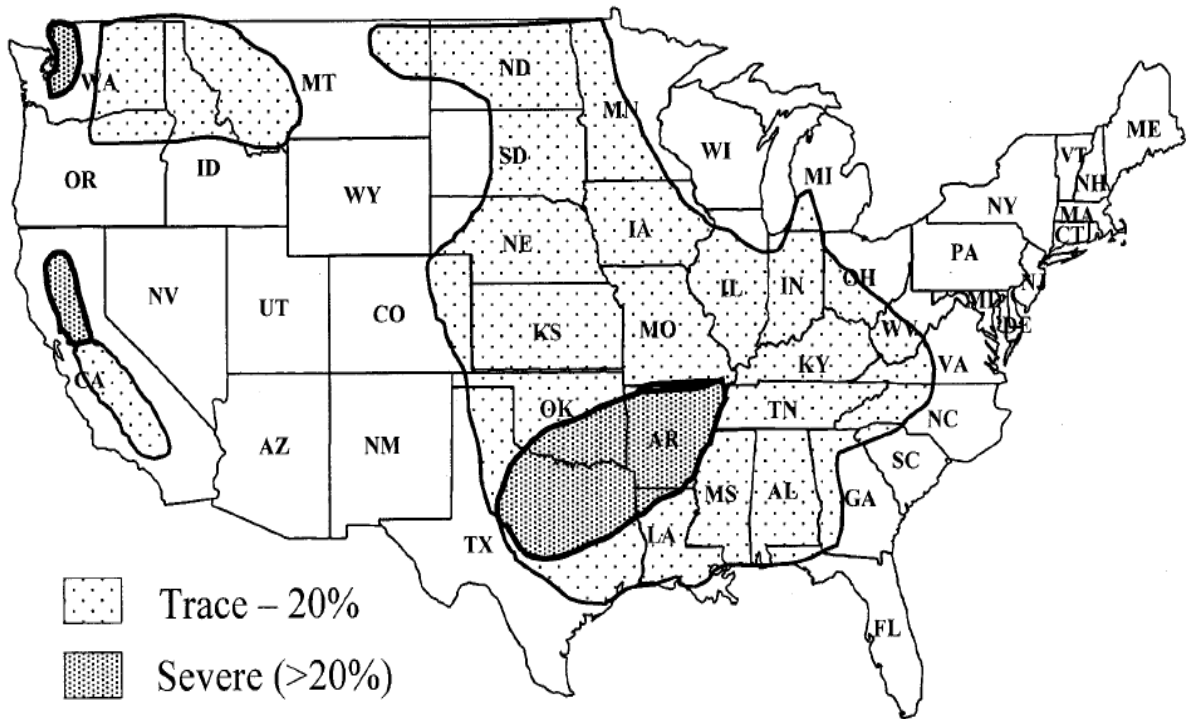 WA
MT
ND
MN
ME
OR
ID
SD
WI
MI
VT
NH
WY
NY
MA
CT
NE
IA
PA
NV
UT
CO
KS
MO
IL
IN
OH
NJ
MD
DE
WV
VA
KY
CA
AZ
NM
OK
AR
TN
NC
SC
MS
AL
GA
TX
LA
FL
Trace – 20%
Severe (>20%)